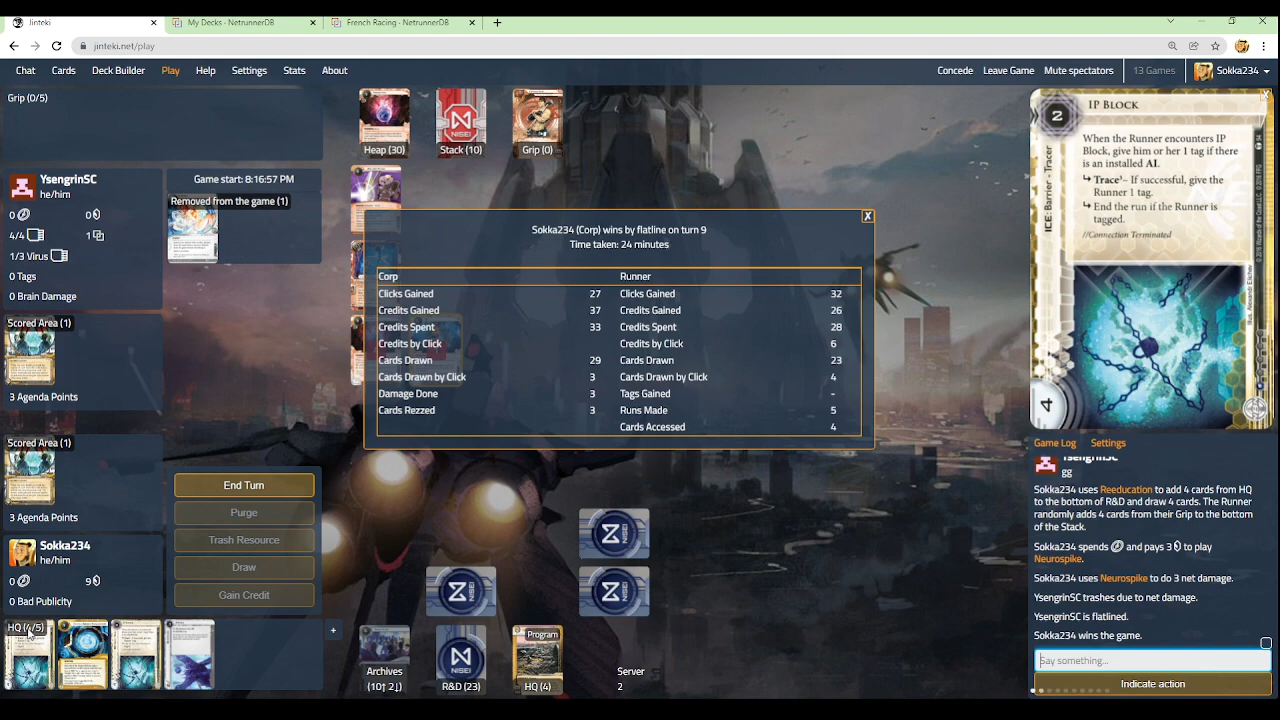 Jinteki
My Decks - NetrunnerDB
French Racing - NetrunnerDB
jinteki.net/play
Chat
Cards
Deck Builder
Play
Help
Settings
Stats
About
Concede
Leave Game
Mute spectators
13 Games
Sokka234
Grip (0/5)
YsengrinSC
he/him
0
0
4/4
1
1/3 Virus
0 Tags
0 Brain Damage
Game start: 8:16:57 PM
Removed from the game (1)
Scored Area (1)
3 Agenda Points
Scored Area (1)
3 Agenda Points
Sokka234
he/him
0
9
0 Bad Publicity
HQ (4/5)
End Turn
Purge
Trash Resource
Draw
Gain Credit
Heap (30)
NISEI
Stack (10)
Grip (0)
X
Sokka234 (Corp) wins by flatline on turn 9
Time taken: 24 minutes
Corp Runner
Clicks Gained 27 Clicks Gained 32
Credits Gained 37 Credits Gained 26
Credits Spent 33 Credits Spent 28
Credits by Click Credits by Click 6
Cards Drawn 29 Cards Drawn 23
Cards Drawn by Click 3 Cards Drawn by Click 4
Damage Done 3 Tags Gained -
Cards Rezzed 3 Runs Made 5
Cards Accessed 4
NISEI
NISEI
NISEI
Archives
NISEI
R&D (23)
Program
HQ (4)
Server
2
X
2
IP Block
When the Runner encounters IP
Block, give him or her 1 tag if there
is an installed AI.
Trace³– If successful, give the
Runner 1 tag.
End the run if the Runner is
tagged.
//Connection Terminated
ICE: Barrier - Tracer
4
Game Log
Settings
YsengrinSC
gg
Sokka234 uses Reeducation to add 4 cards from HQ
to the bottom of R&D and draw 4 cards. The Runner
randomly adds 4 cards from their Grip to the bottom
of the Stack.
Sokka234 spends and pays 3 to play
Neurospike.
Sokka234 uses Neurospike to do 3 net damage.
YsengrinSC trashes due to net damage.
YsengrinSC is flatlined.
Sokka234 wins the game.
Say something...
Indicate action